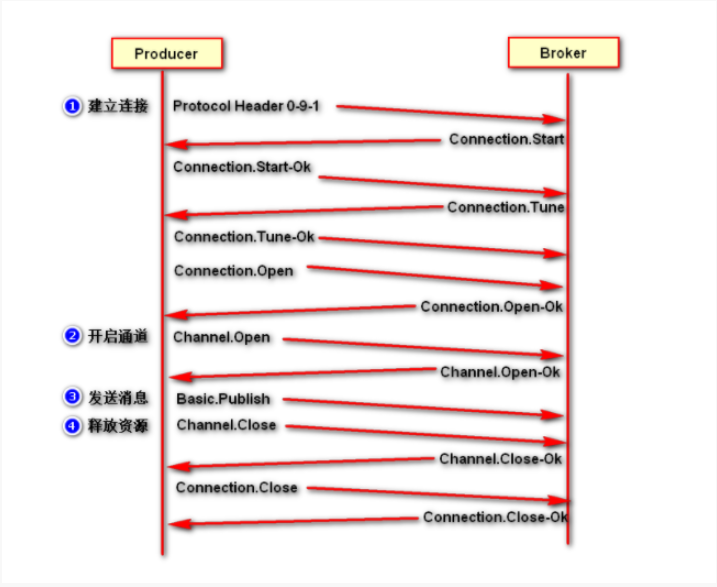 Producer
Broker
1 建立连接 Protocol Header 0-9-1
Connection.Start
Connection.Start-Ok
Connection.Tune
Connection.Tune-Ok
Connection.Open
Connection.Open-Ok
2 开启通道 Channel.Open
Channel.Open-Ok
3 发送消息 Basic.Publish
4 释放资源 Channel.Close
Channel.Close-Ok
Connection.Close
Connection.Close-Ok